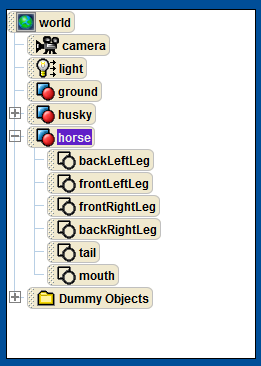 world
camera
light
ground
husky
horse
backLeftLeg
frontLeftLeg
frontRightLeg
backRightLeg
tail
mouth
Dummy Objects